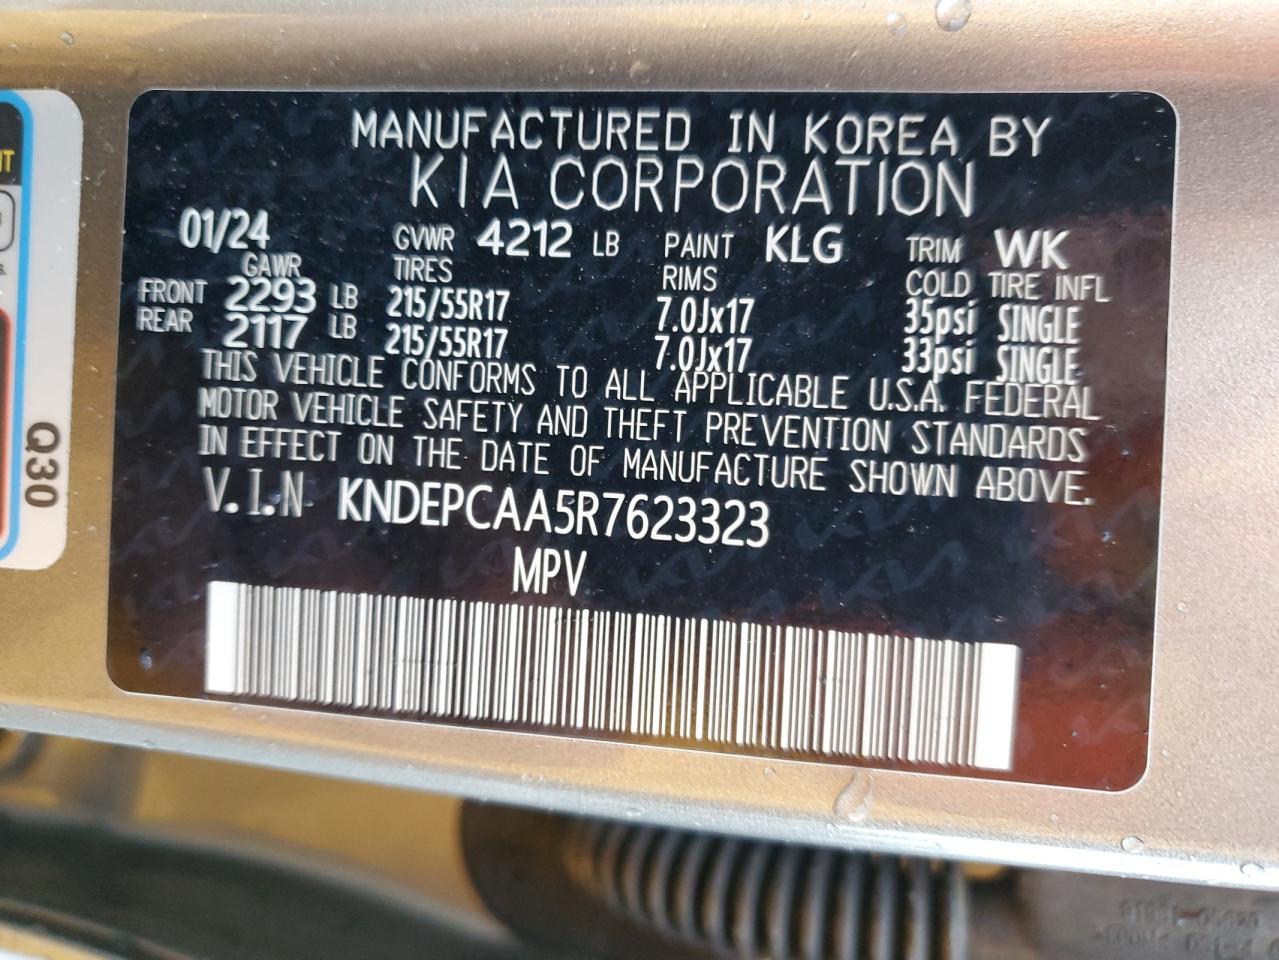 MANUFACTURED IN KOREA BY
KIA CORPORATION
01/24 GVWR 4212 LB PAINT KLG TRIM WK
GAWR TIRES RIMS COLD TIRE INFL
FRONT 2293 LB 215/55R17 7.0Jx17 35psi SINGLE
REAR 2117 LB 215/55R17 7.0Jx17 33psi SINGLE
THIS VEHICLE CONFORMS TO ALL APPLICABLE U.S.A. FEDERAL
MOTOR VEHICLE SAFETY AND THEFT PREVENTION STANDARDS
IN EFFECT ON THE DATE OF MANUFACTURE SHOWN ABOVE.
V.I.N KNDEPCAA5R7623323
MPV
Q30